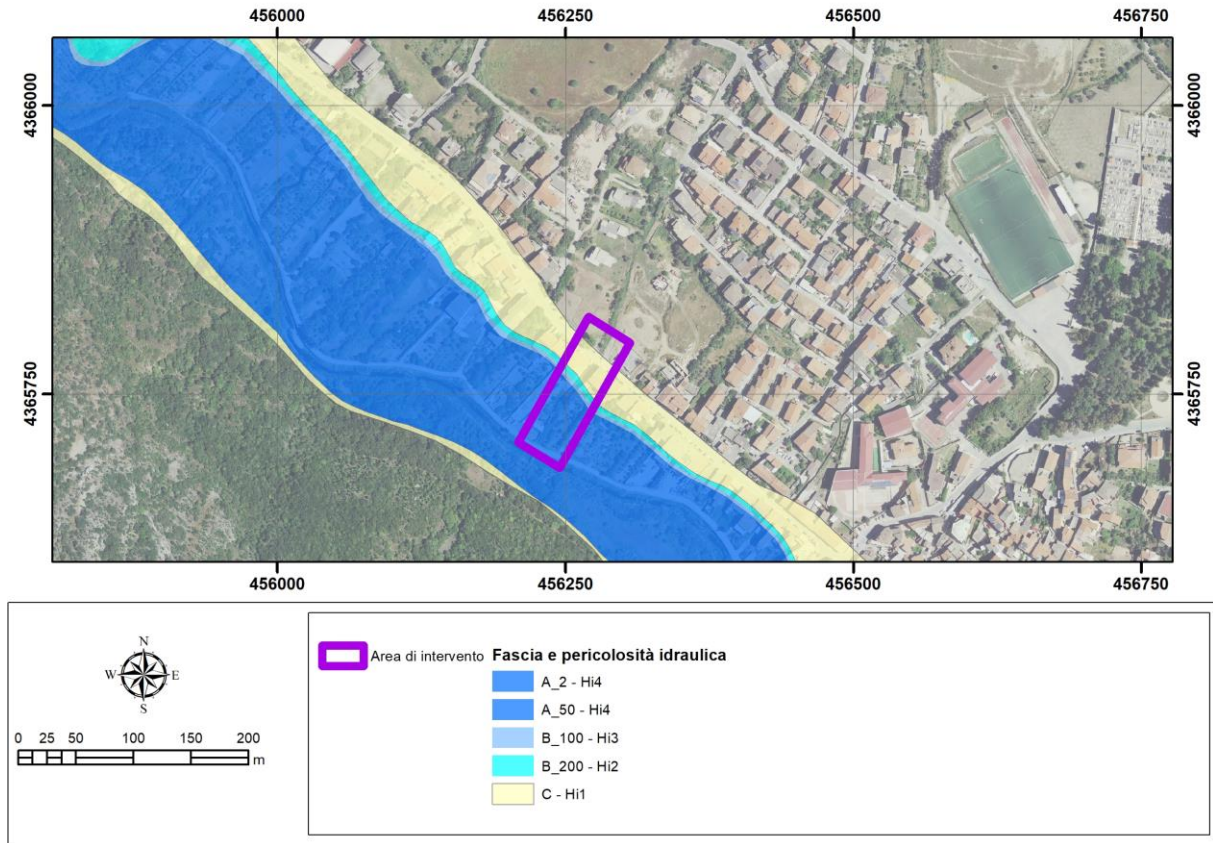 456000 456250 456500 456750
4366000 4366000
4365750 4365750
456000 456250 456500 456750
N
W E
S
0 25 50 100 150 200
m
Area di intervento
Fascia e pericolosità idraulica
A_2 - Hi4
A_50 - Hi4
B_100 - Hi3
B_200 - Hi2
C - Hi1